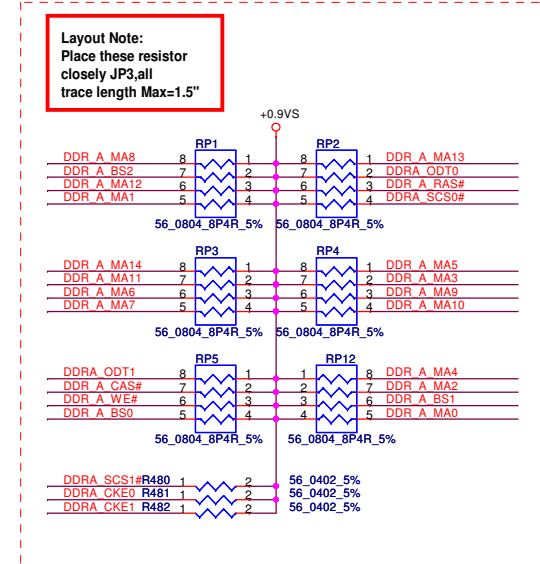 Layout Note:
Place these resistor
closely JP3,all
trace length Max=1.5"
+0.9VS
RP1 RP2
DDR_A_MA8 8 1 8 1 DDR_A_MA13
DDR_A_BS2 7 2 7 2 DDRA_ODT0
DDR_A_MA12 6 3 6 3 DDR_A_RAS#
DDR_A_MA1 5 4 5 4 DDRA_SCS0#
56_0804_8P4R_5% 56_0804_8P4R_5%
RP3 RP4
DDR_A_MA14 8 1 8 1 DDR_A_MA5
DDR_A_MA11 7 2 7 2 DDR_A_MA3
DDR_A_MA6 6 3 6 3 DDR_A_MA9
DDR_A_MA7 5 4 5 4 DDR_A_MA10
56_0804_8P4R_5% 56_0804_8P4R_5%
RP5 RP12
DDRA_ODT1 8 1 1 8 DDR_A_MA4
DDR_A_CAS# 7 2 2 7 DDR_A_MA2
DDR_A_WE# 6 3 3 6 DDR_A_BS1
DDR_A_BS0 5 4 4 5 DDR_A_MA0
56_0804_8P4R_5% 56_0804_8P4R_5%
DDRA_SCS1# R480 1 2 56_0402_5%
DDRA_CKE0 R481 1 2 56_0402_5%
DDRA_CKE1 R482 1 2 56_0402_5%